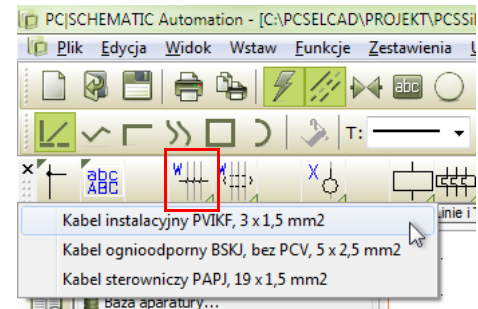 PC|SCHEMATIC Automation - [C:\PCSELCAD\PROJEKT\PCSSi
Plik Edycja Widok Wstaw Funkcje Zestawienia
abc
T:
abc
ABC
W
W
X
Kabel instalacyjny PVIKF, 3 x 1,5 mm2
inie i
Kabel ognioodporny BSKJ, bez PCV, 5 x 2,5 mm2
Kabel sterowniczy PAPJ, 19 x 1,5 mm2
Baza aparatury...